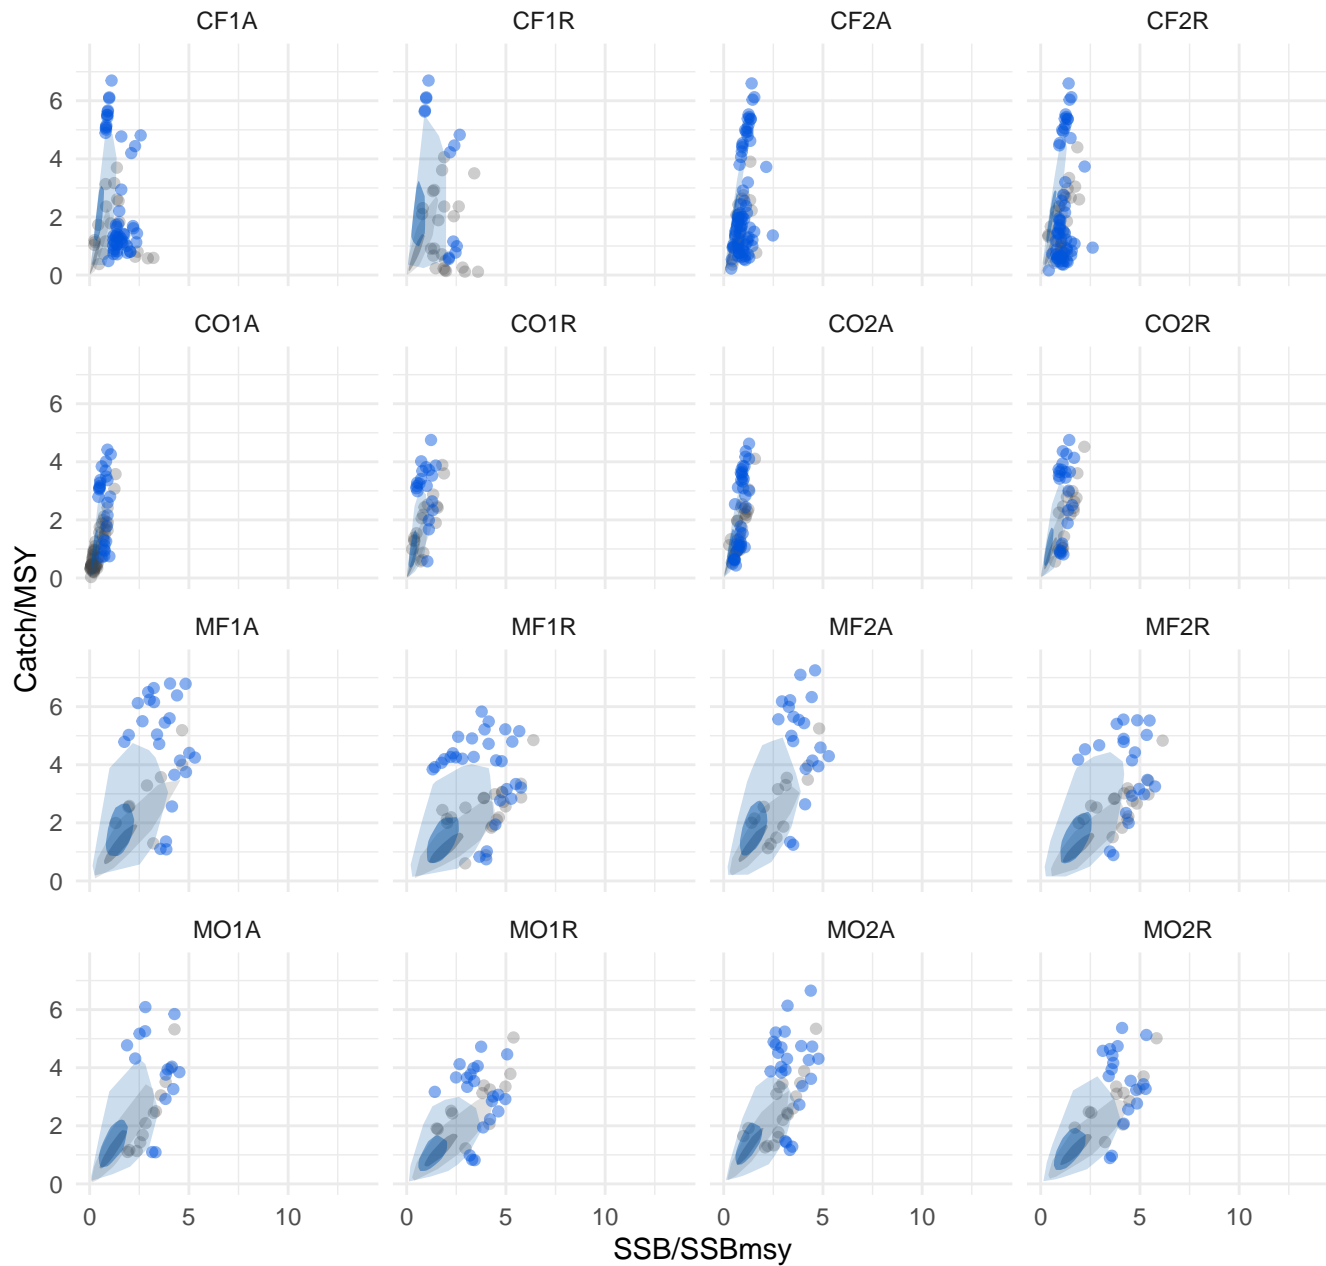 CF1A CF1R CF2A CF2R
6
4
2
0
CO1A CO1R CO2A CO2R
6
4
2
0
Catch/MSY
MF1A MF1R MF2A MF2R
6
4
2
0
MO1A MO1R MO2A MO2R
6
4
2
0
0 5 10 0 5 10 0 5 10 0 5 10
SSB/SSBmsy